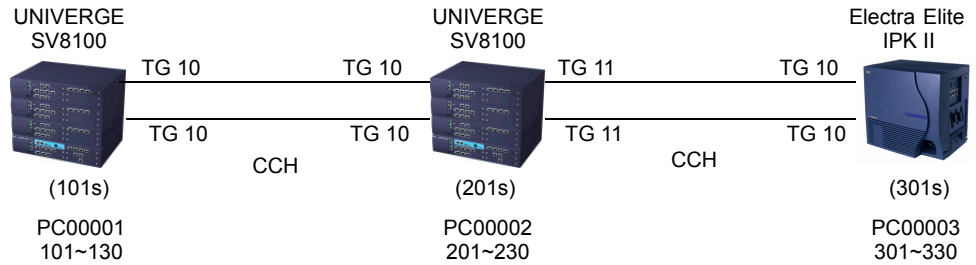 UNIVERGE SV8100
UNIVERGE SV8100
Electra Elite IPK II
TG 10
TG 10
TG 11
TG 10
TG 10
TG 10
TG 11
TG 10
CCH
CCH
(101s)
(201s)
(301s)
PC00001
101~130
PC00002
201~230
PC00003
301~330